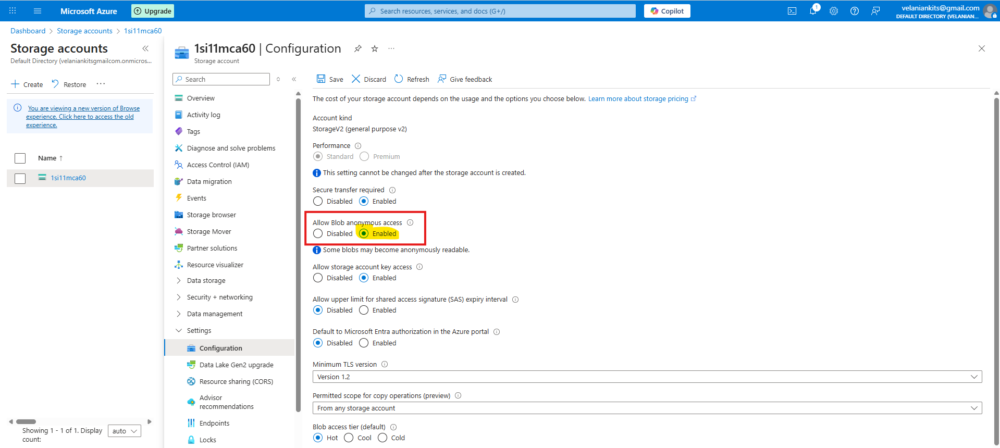 Microsoft Azure
Upgrade
Search resources, services, and docs (G+/)
Copilot
1
velaniankits@gmail.com
DEFAULT DIRECTORY (VELANIAN...
Dashboard > Storage accounts > 1si11mca60
Storage accounts
Default Directory (velaniankitsgmailcom.onmicros...
Create
Restore
...
You are viewing a new version of Browse
experience. Click here to access the old
experience.
Name ↑
1si11mca60
Showing 1 - 1 of 1. Display
count:
auto
1si11mca60 | Configuration
...
Storage account
Search
Overview
Activity log
Tags
Diagnose and solve problems
Access Control (IAM)
Data migration
Events
Storage browser
Storage Mover
Partner solutions
Resource visualizer
Data storage
Security + networking
Data management
Settings
Configuration
Data Lake Gen2 upgrade
Resource sharing (CORS)
Advisor
recommendations
Endpoints
Locks
Save
Discard
Refresh
Give feedback
The cost of your storage account depends on the usage and the options you choose below. Learn more about storage pricing
Account kind
StorageV2 (general purpose v2)
Performance
Standard Premium
This setting cannot be changed after the storage account is created.
Secure transfer required
Disabled Enabled
Allow Blob anonymous access
Disabled Enabled
Some blobs may become anonymously readable.
Allow storage account key access
Disabled Enabled
Allow upper limit for shared access signature (SAS) expiry interval
Disabled Enabled
Default to Microsoft Entra authorization in the Azure portal
Disabled Enabled
Minimum TLS version
Version 1.2
Permitted scope for copy operations (preview)
From any storage account
Blob access tier (default)
Hot Cool Cold